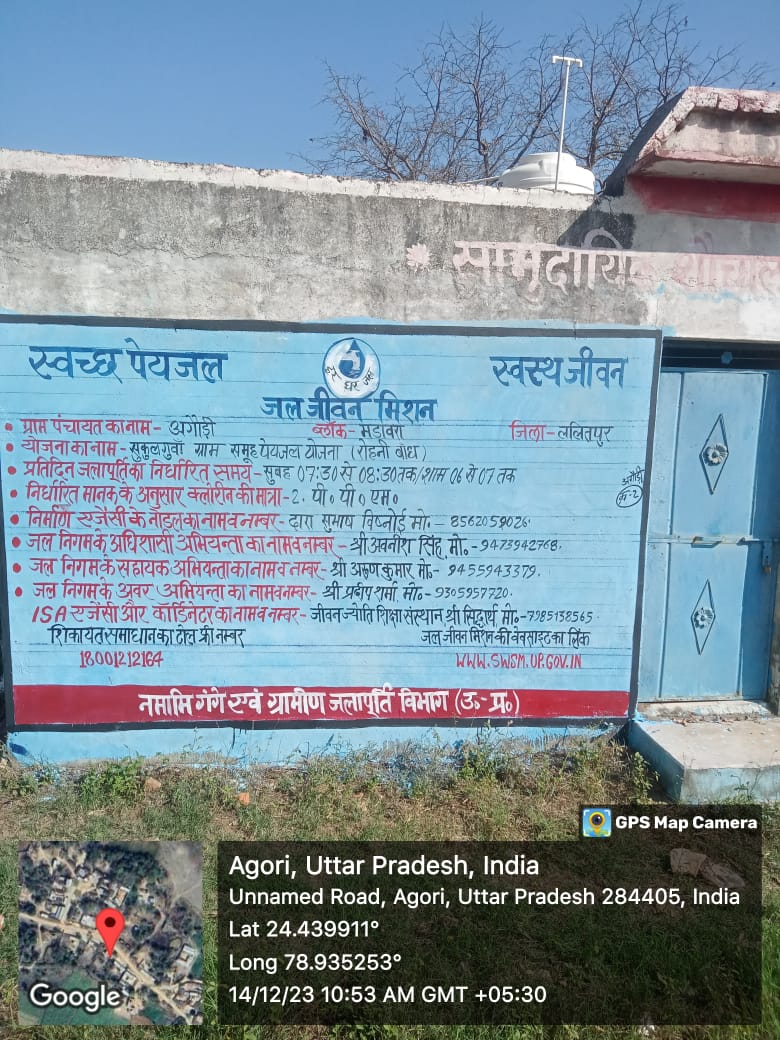 सामुदायिक शौचालय
स्वच्छ पेयजल
हर घर जल
स्वस्थ जीवन
जल जीवन मिशन
• ग्राम पंचायत का नाम - अगौड़ी ब्लॉक - मडावरा जिला - ललितपुर
• योजना का नाम - सुकुलगुवाँ ग्राम समूह पेयजल योजना (रोहनी बाँध)
• प्रतिदिन जलापूर्ति का निर्धारित समय - सुबह 07:30 से 08:30 तक/शाम 06 से 07 तक
• निर्धारित मानक के अनुसार क्लोरीन की मात्रा - 2. पी० पी० एम०
अगौड़ी
क-2
• निर्माण एजेंसी के नोडल का नाम व नम्बर - द्वारा सुभाष विश्नोई मो. - 8562059026.
• जल निगम के अधिशासी अभियन्ता का नाम व नम्बर - श्री अवनीश सिंह, मो. - 9473942768.
• जल निगम के सहायक अभियन्ता का नाम व नम्बर - श्री अरूण कुमार मो० - 9455943379.
• जल निगम के अवर अभियन्ता का नाम व नम्बर - श्री प्रदीप शर्मा मो० - 9305957720.
ISA एजेंसी और कॉर्डिनेटर का नाम व नम्बर - जीवन ज्योति शिक्षा संस्थान श्री सिद्धार्थ मो० - 7985138565.
शिकायत समाधान का टोल फ्री नम्बर जल जीवन मिशन की वेबसाइट का लिंक
18001212164 WWW.SWSM.UP.GOV.IN
नमामि गंगे एवं ग्रामीण जलापूर्ति विभाग (उ०प्र०)
GPS Map Camera
Agori, Uttar Pradesh, India
Unnamed Road, Agori, Uttar Pradesh 284405, India
Lat 24.439911°
Long 78.935253°
14/12/23 10:53 AM GMT +05:30
Google